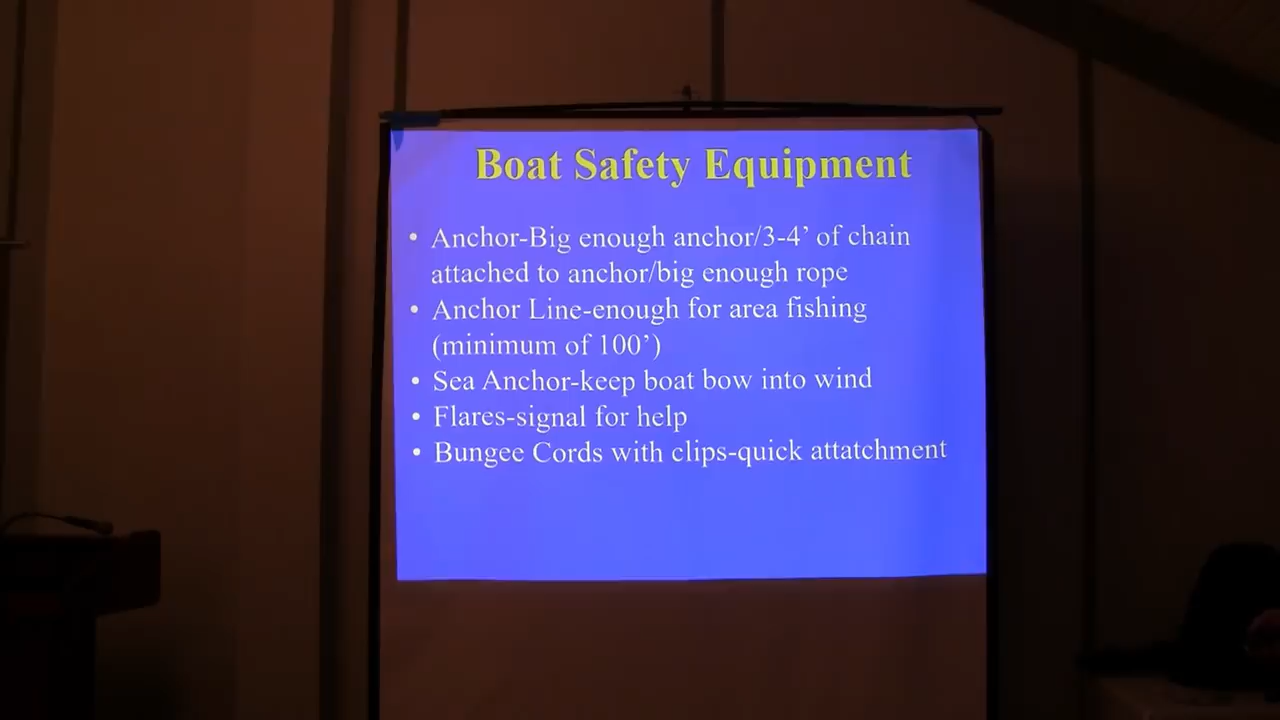 Boat Safety Equipment
• Anchor-Big enough anchor/3-4’ of chain
attached to anchor/big enough rope
• Anchor Line-enough for area fishing
(minimum of 100’)
• Sea Anchor-keep boat bow into wind
• Flares-signal for help
• Bungee Cords with clips-quick attatchment